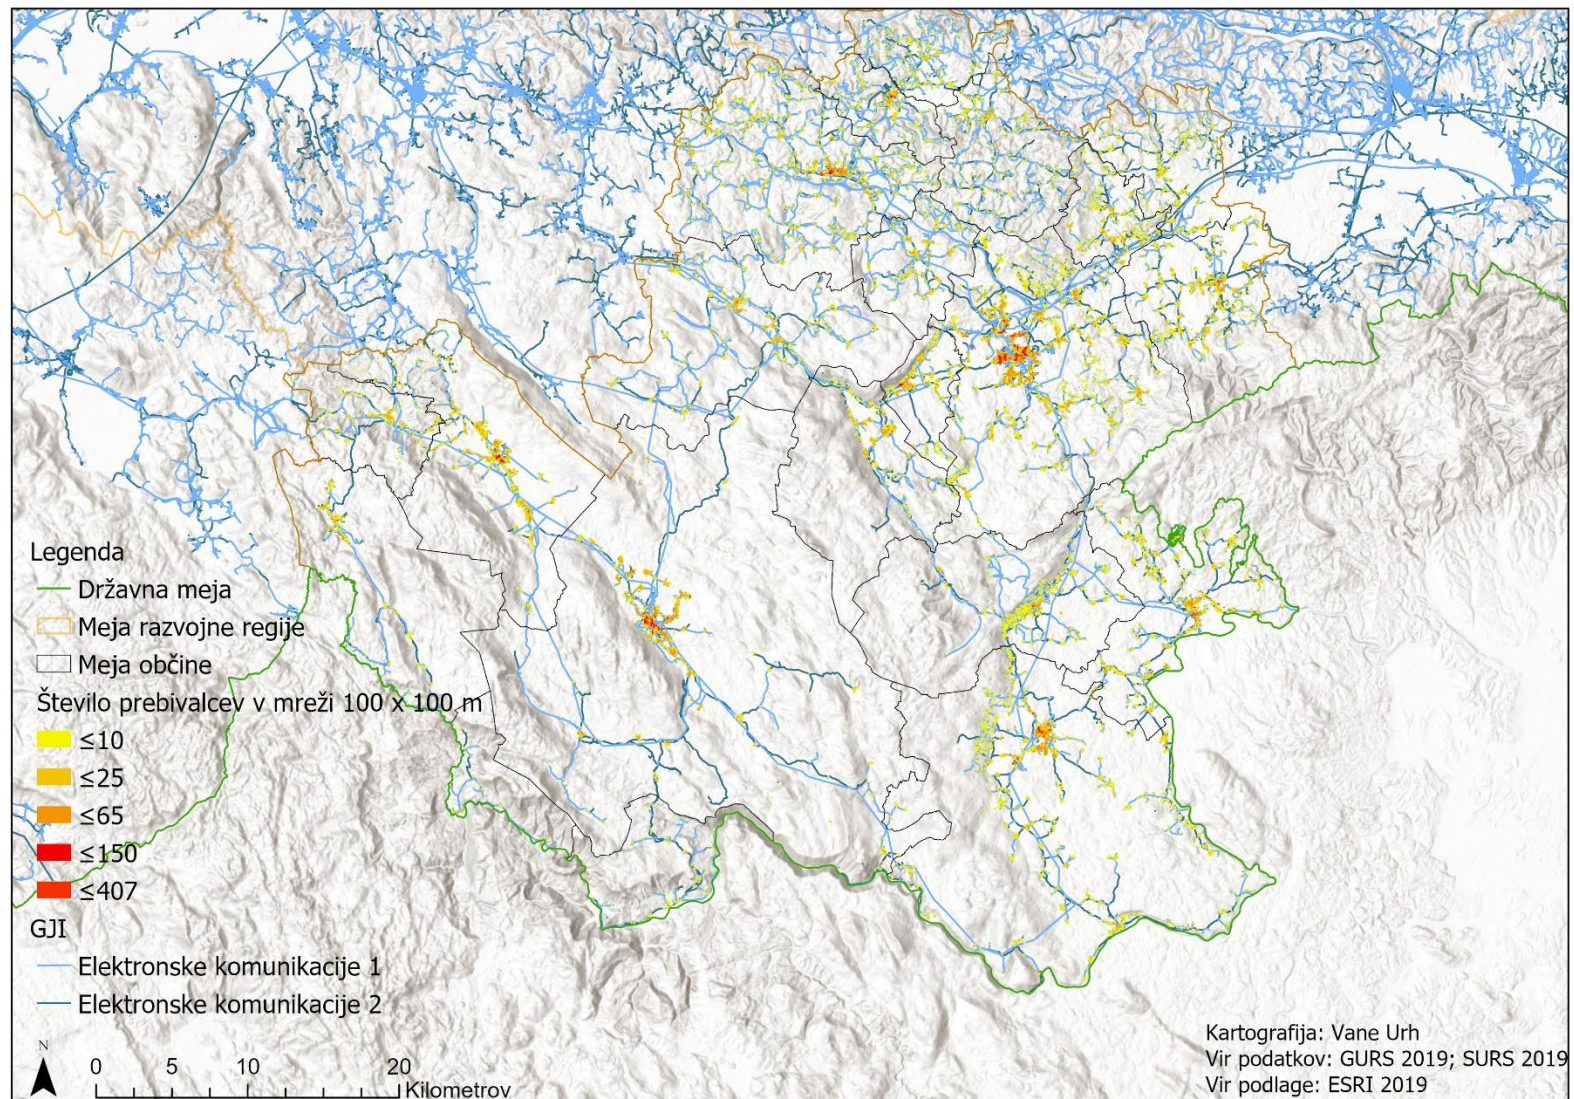 Legenda
Državna meja
Meja razvojne regije
Meja občine
Število prebivalcev v mreži 100 x 100 m
≤10
≤25
≤65
≤150
≤407
GJI
Elektronske komunikacije 1
Elektronske komunikacije 2
N
0 5 10 20
Kilometrov
Kartografija: Vane Urh
Vir podatkov: GURS 2019; SURS 2019
Vir podlage: ESRI 2019